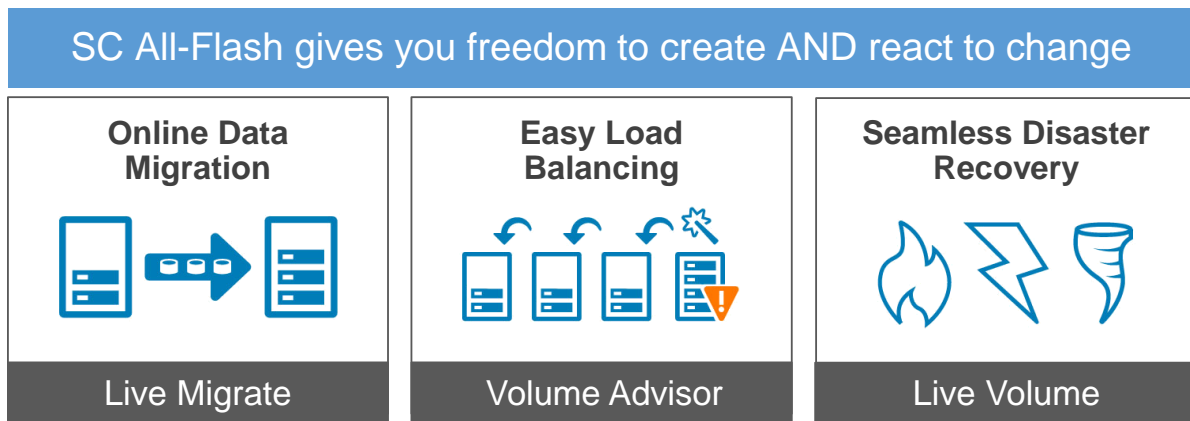 SC All-Flash gives you freedom to create AND react to change
Online Data
Migration
Live Migrate
Easy Load
Balancing
Volume Advisor
Seamless Disaster
Recovery
Live Volume